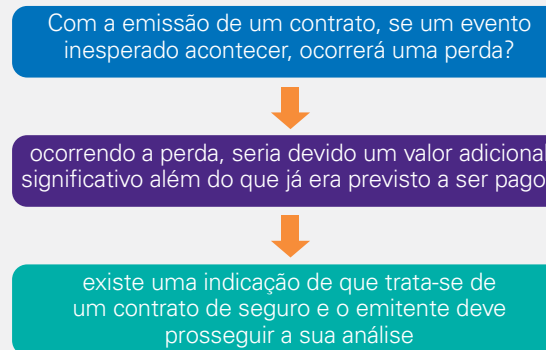 Com a emissão de um contrato, se um evento
inesperado acontecer, ocorrerá uma perda?
ocorrendo a perda, seria devido um valor adicional
significativo além do que já era previsto a ser pago
existe uma indicação de que trata-se de
um contrato de seguro e o emitente deve
prosseguir a sua análise